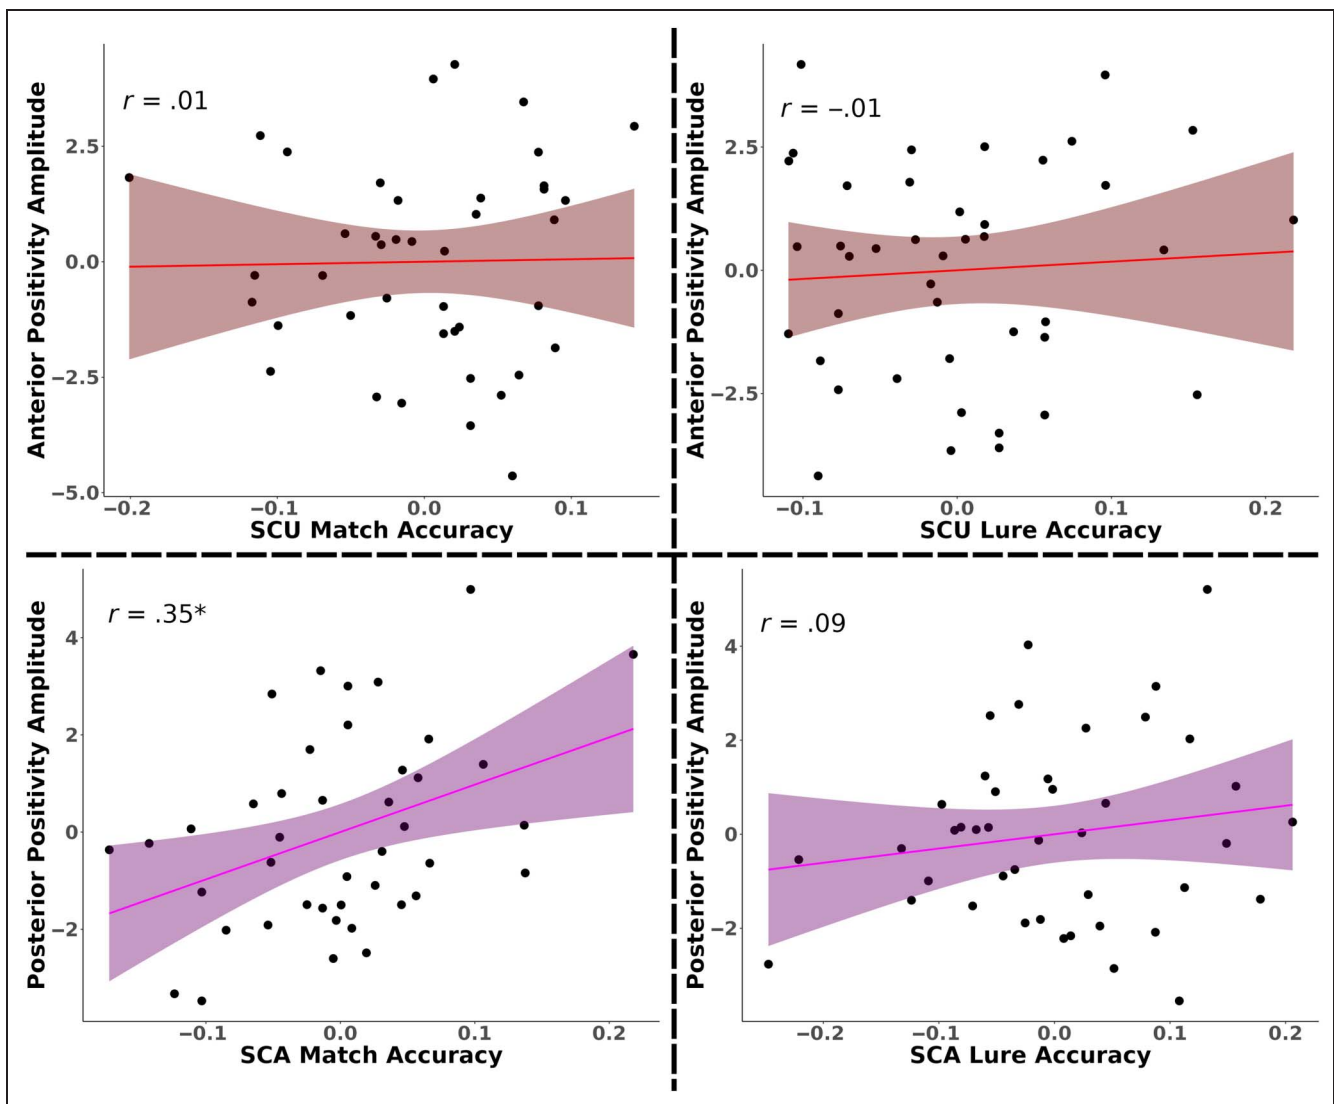 Anterior Positivity Amplitude
r = .01
2.5
0.0
−2.5
−5.0
−0.2
−0.1
0.0
0.1
SCU Match Accuracy
Anterior Positivity Amplitude
r = −.01
2.5
0.0
−2.5
−0.1
0.0
0.1
0.2
SCU Lure Accuracy
Posterior Positivity Amplitude
r = .35*
4
2
0
−2
−0.1
0.0
0.1
0.2
SCA Match Accuracy
Posterior Positivity Amplitude
r = .09
4
2
0
−2
−0.2
−0.1
0.0
0.1
0.2
SCA Lure Accuracy